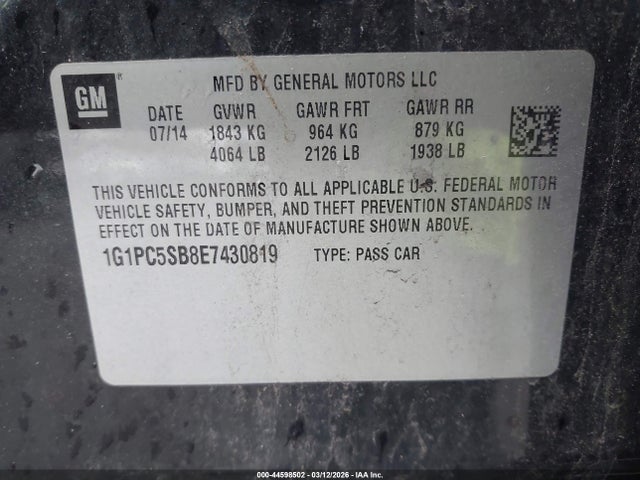 GM ®
MFD BY GENERAL MOTORS LLC
DATE GVWR GAWR FRT GAWR RR
07/14 1843 KG 964 KG 879 KG
4064 LB 2126 LB 1938 LB
THIS VEHICLE CONFORMS TO ALL APPLICABLE U.S. FEDERAL MOTOR
VEHICLE SAFETY, BUMPER, AND THEFT PREVENTION STANDARDS IN
EFFECT ON THE DATE OF MANUFACTURE SHOWN ABOVE.
1G1PC5SB8E7430819 TYPE: PASS CAR
000-44598502 - 03/12/2026 - IAA Inc.